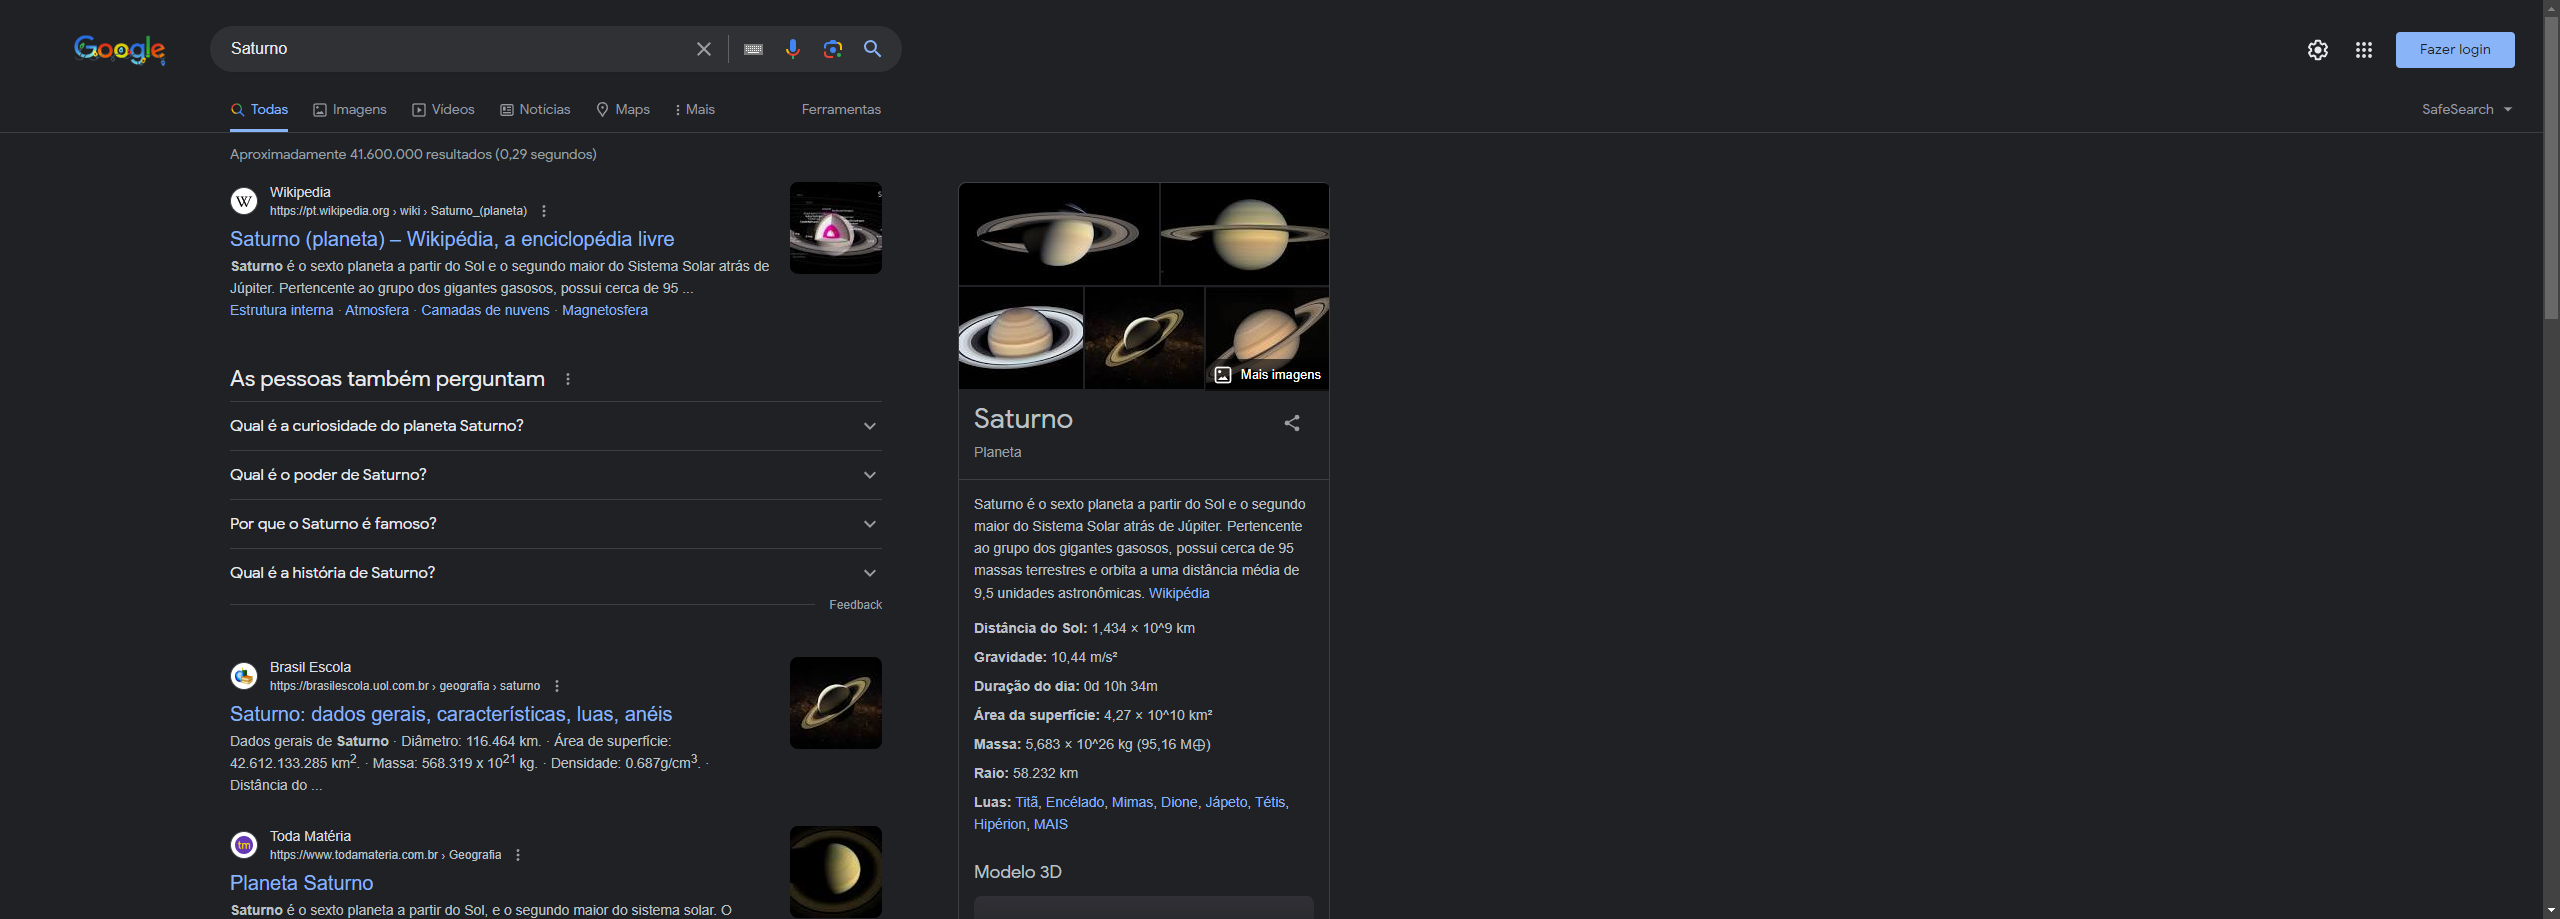 Google
Saturno
Fazer login
Todas
Imagens
Vídeos
Notícias
Maps
Mais
Ferramentas
SafeSearch
Aproximadamente 41.600.000 resultados (0,29 segundos)
W
Wikipedia
https://pt.wikipedia.org › wiki › Saturno_(planeta)
Saturno (planeta) – Wikipédia, a enciclopédia livre
Saturno é o sexto planeta a partir do Sol e o segundo maior do Sistema Solar atrás de
Júpiter. Pertencente ao grupo dos gigantes gasosos, possui cerca de 95 ...
Estrutura interna · Atmosfera · Camadas de nuvens · Magnetosfera
As pessoas também perguntam
Qual é a curiosidade do planeta Saturno?
Qual é o poder de Saturno?
Por que o Saturno é famoso?
Qual é a história de Saturno?
Feedback
Brasil Escola
https://brasilescola.uol.com.br › geografia › saturno
Saturno: dados gerais, características, luas, anéis
Dados gerais de Saturno · Diâmetro: 116.464 km. · Área de superfície:
42.612.133.285 km². · Massa: 568.319 x 10²¹ kg. · Densidade: 0.687g/cm³. ·
Distância do ...
tm
Toda Matéria
https://www.todamateria.com.br › Geografia
Planeta Saturno
Saturno é o sexto planeta a partir do Sol, e o segundo maior do sistema solar. O
Mais imagens
Saturno
Planeta
Saturno é o sexto planeta a partir do Sol e o segundo
maior do Sistema Solar atrás de Júpiter. Pertencente
ao grupo dos gigantes gasosos, possui cerca de 95
massas terrestres e orbita a uma distância média de
9,5 unidades astronômicas. Wikipédia
Distância do Sol: 1,434 × 10^9 km
Gravidade: 10,44 m/s²
Duração do dia: 0d 10h 34m
Área da superfície: 4,27 × 10^10 km²
Massa: 5,683 × 10^26 kg (95,16 M⊕)
Raio: 58.232 km
Luas: Titã, Encélado, Mimas, Dione, Jápeto, Tétis,
Hipérion, MAIS
Modelo 3D